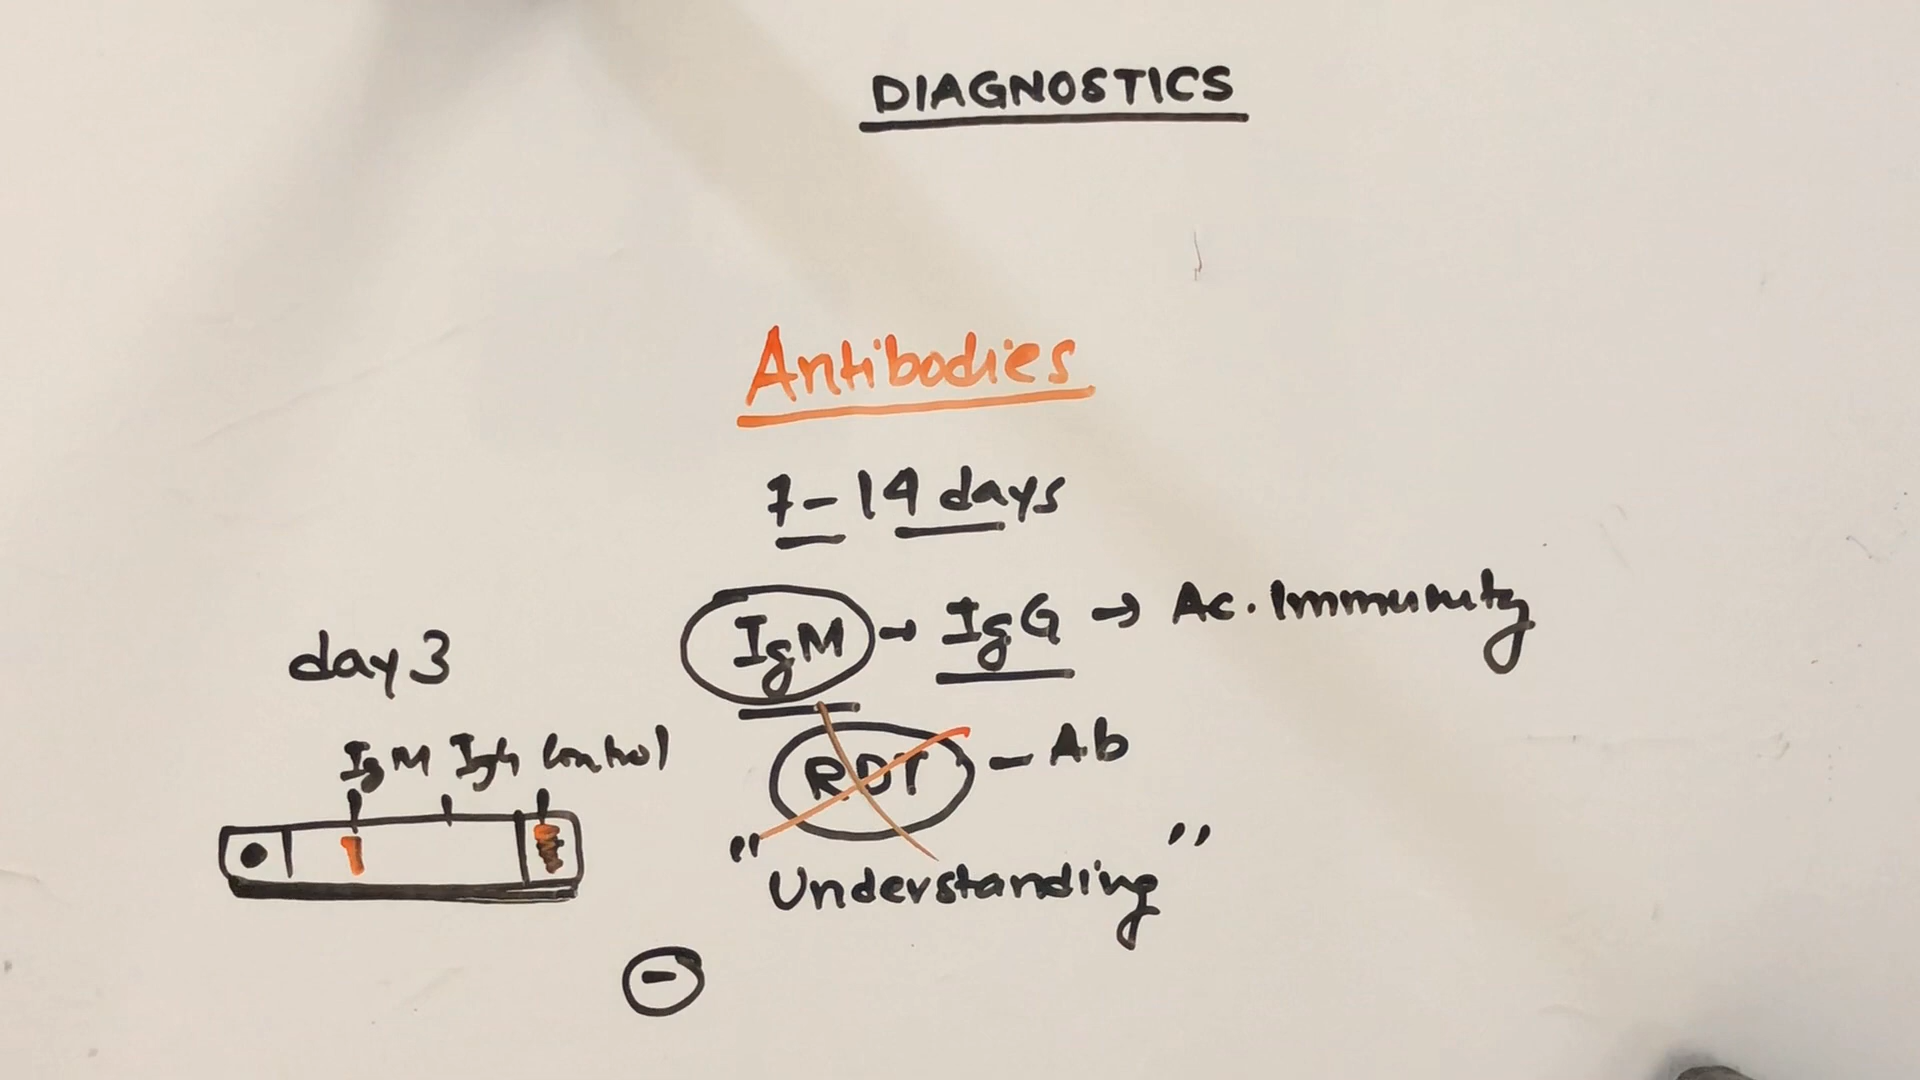 DIAGNOSTICS
Antibodies
7-14 days
IgM → IgG → Ac. Immunity
day 3
IgM IgG Control
RDT - Ab
"Understanding"
-